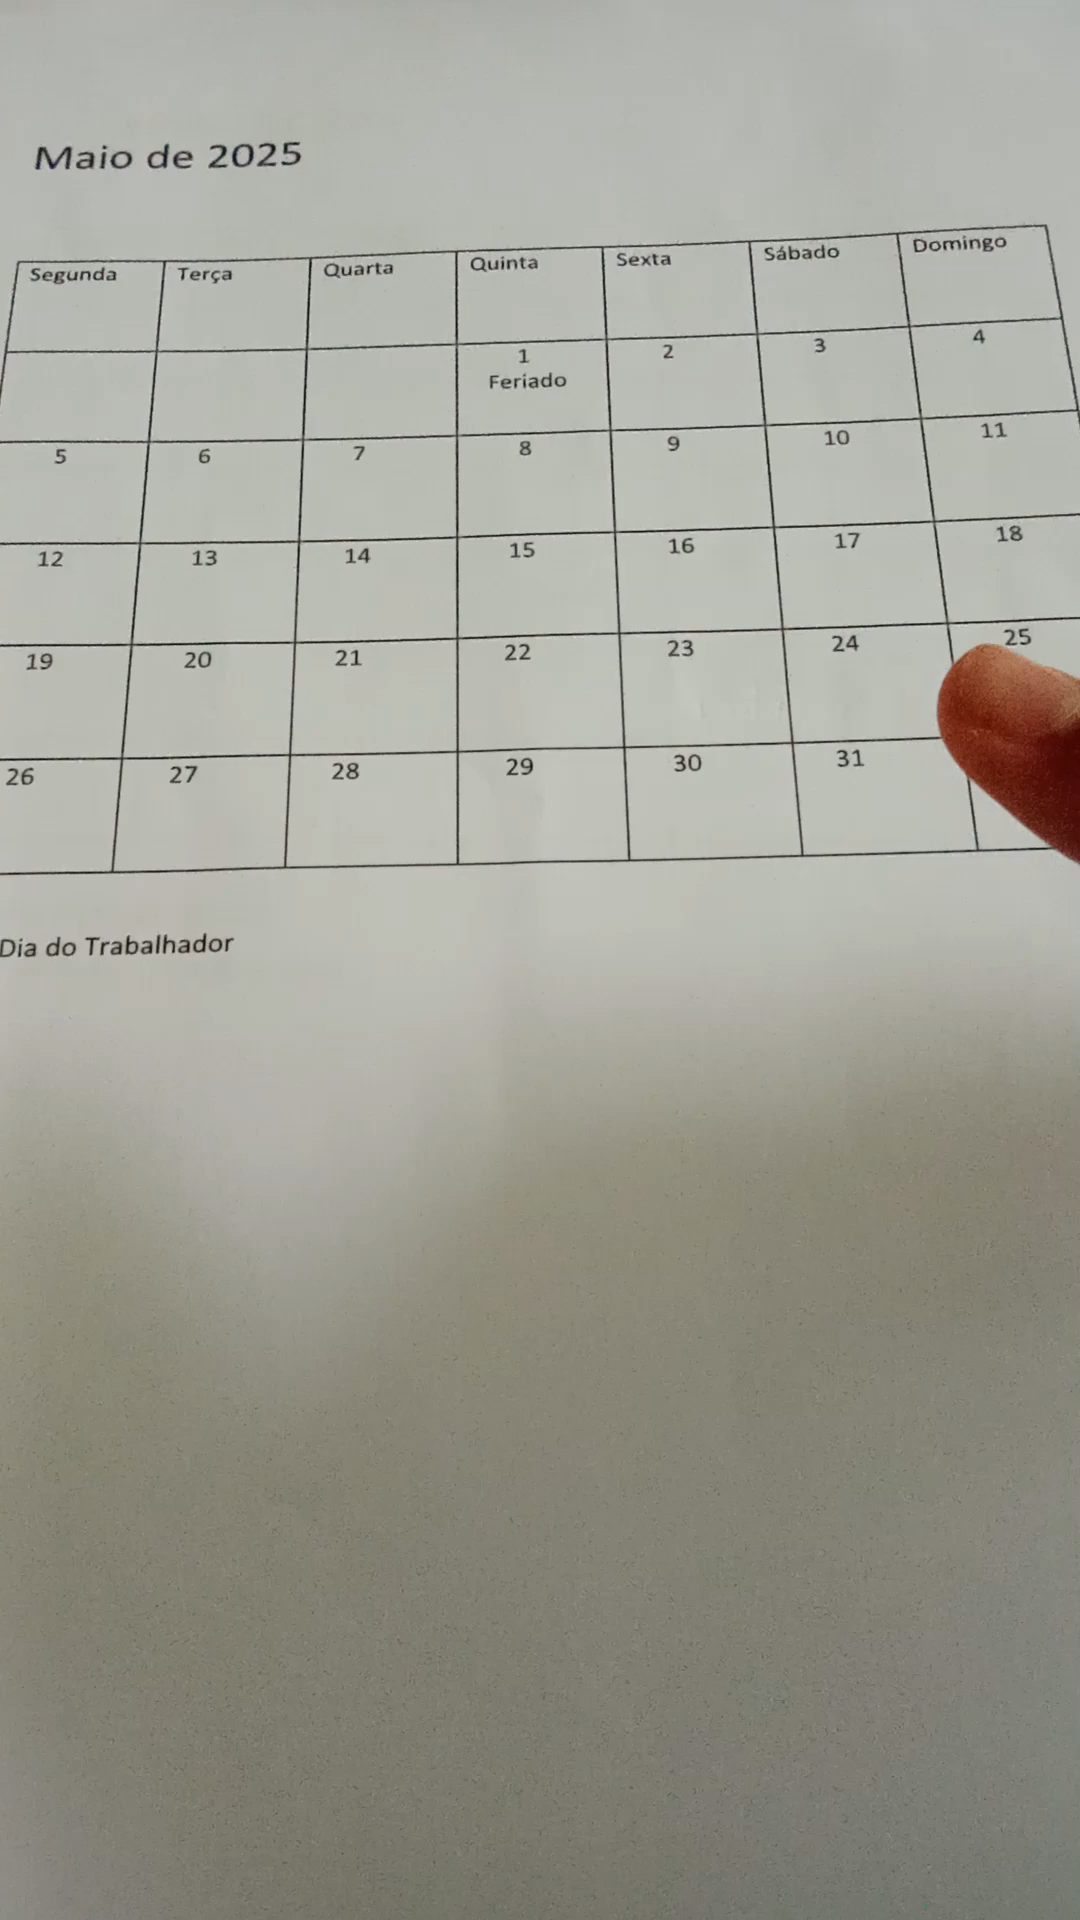 Maio de 2025
Segunda Terça Quarta Quinta Sexta Sábado Domingo
1 2 3 4
Feriado
5 6 7 8 9 10 11
12 13 14 15 16 17 18
19 20 21 22 23 24 25
26 27 28 29 30 31
Dia do Trabalhador